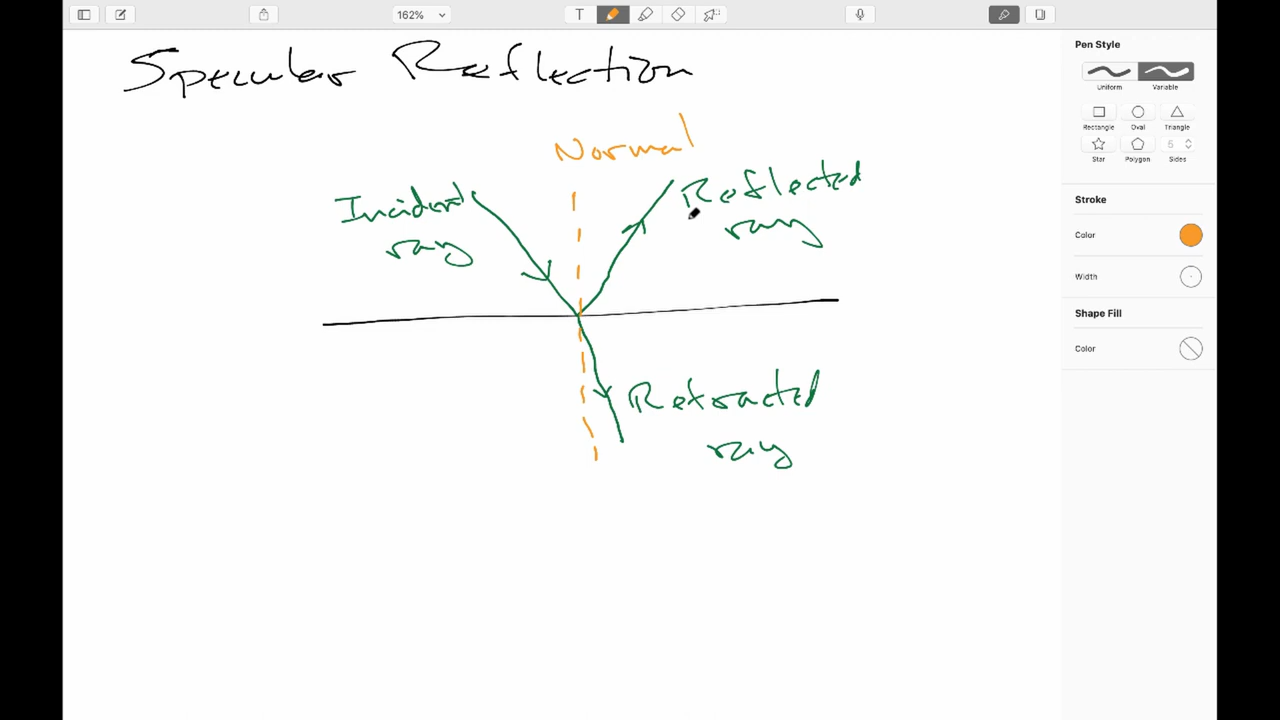 162%
T
Specular Reflection
Normal
Incident
ray
Reflected
ray
Refracted
ray
Pen Style
Uniform Variable
Rectangle Oval Triangle
Star Polygon 5 Sides
Stroke
Color
Width
Shape Fill
Color